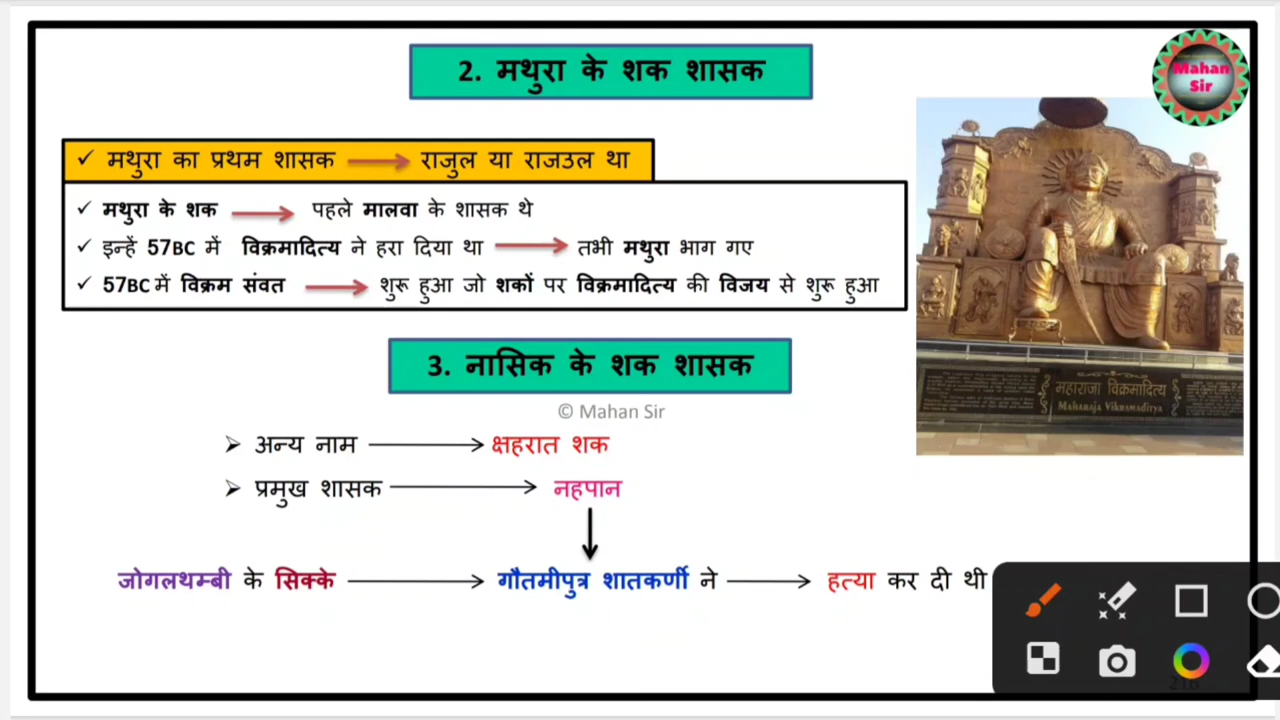 2. मथुरा के शक शासक
Mahan
Sir
✓ मथुरा का प्रथम शासक → राजुल या राजउल था
✓ मथुरा के शक → पहले मालवा के शासक थे
✓ इन्हें 57BC में विक्रमादित्य ने हरा दिया था → तभी मथुरा भाग गए
✓ 57BC में विक्रम संवत → शुरू हुआ जो शकों पर विक्रमादित्य की विजय से शुरू हुआ
महाराजा विक्रमादित्य
Maharaja Vikramaditya
3. नासिक के शक शासक
© Mahan Sir
➢ अन्य नाम → क्षहरात शक
➢ प्रमुख शासक → नहपान
जोगलथम्बी के सिक्के → गौतमीपुत्र शातकर्णी ने → हत्या कर दी थी